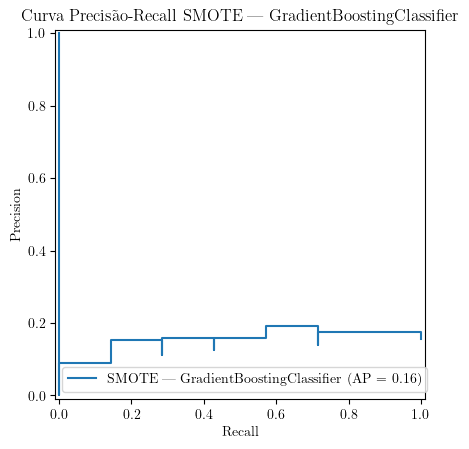 Curva Precisão-Recall SMOTE — GradientBoostingClassifier
1.0
0.8
0.6
0.4
0.2
0.0
Precision
SMOTE — GradientBoostingClassifier (AP = 0.16)
0.0 0.2 0.4 0.6 0.8 1.0
Recall